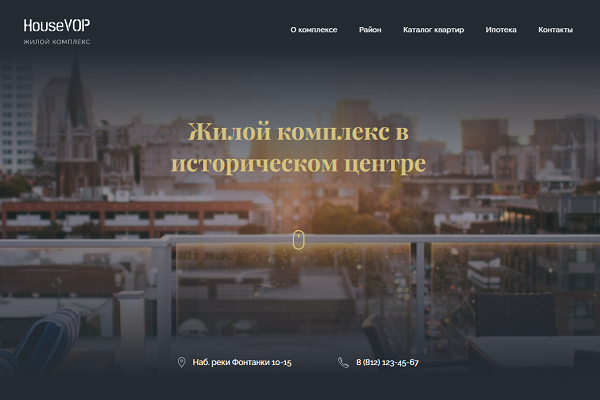 HouseVOP
ЖИЛОЙ КОМПЛЕКС
О комплексе Район Каталог квартир Ипотека Контакты
Жилой комплекс в
историческом центре
Наб. реки Фонтанки 10-15 8 (812) 123-45-67